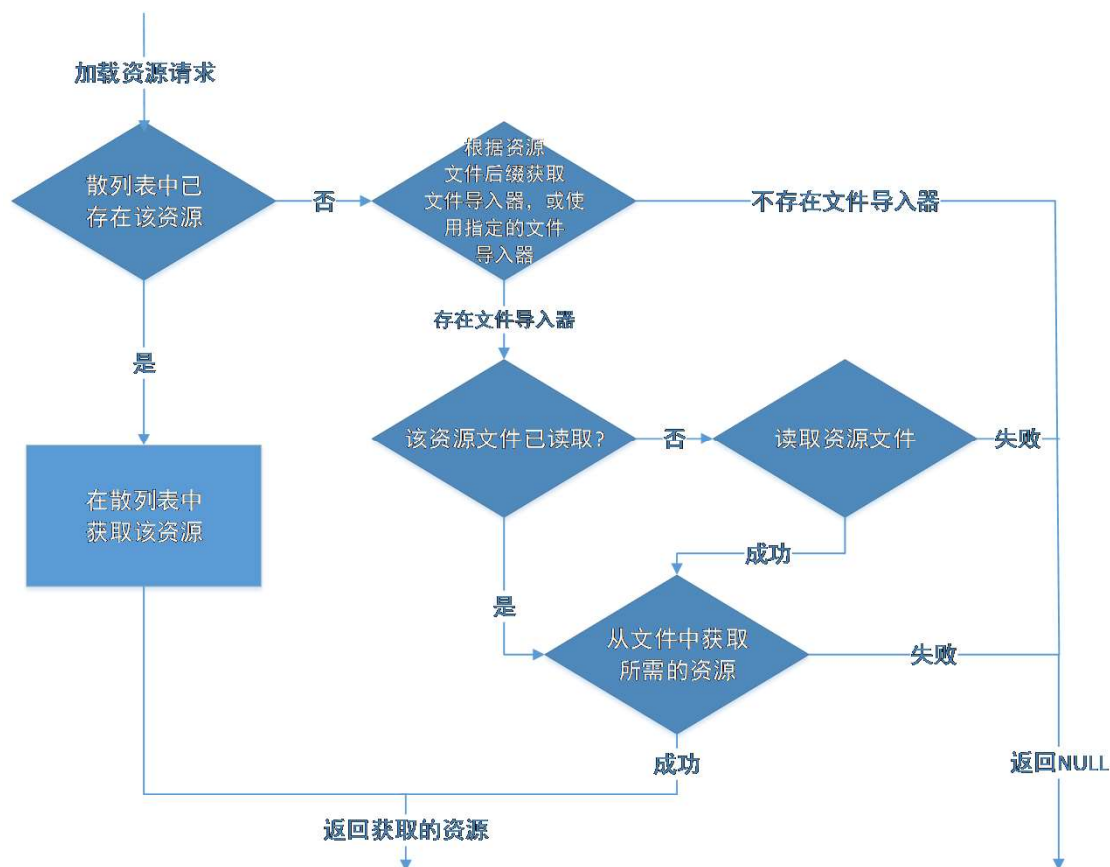 加载资源请求
散列表中已
存在该资源
否
根据资源
文件后缀获取
文件导入器，或使
用指定的文件
导入器
不存在文件导入器
存在文件导入器
是
该资源文件已读取?
否
读取资源文件
失败
在散列表中
获取该资源
成功
是
从文件中获取
所需的资源
失败
成功
返回NULL
返回获取的资源